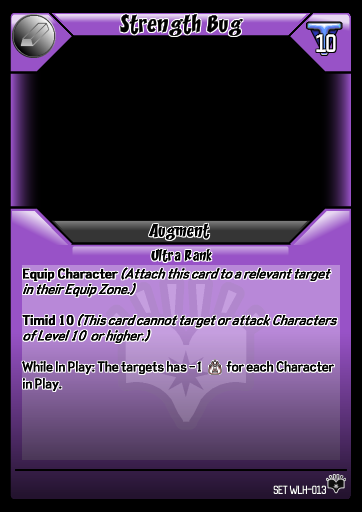 Strength Bug
10
Augment
Ultra Rank
Equip Character (Attach this card to a relevant target
in their Equip Zone.)
Timid 10 (This card cannot target or attack Characters
of Level 10 or higher.)
While In Play: The targets has -1 for each Character
in Play.
SET WLH-013